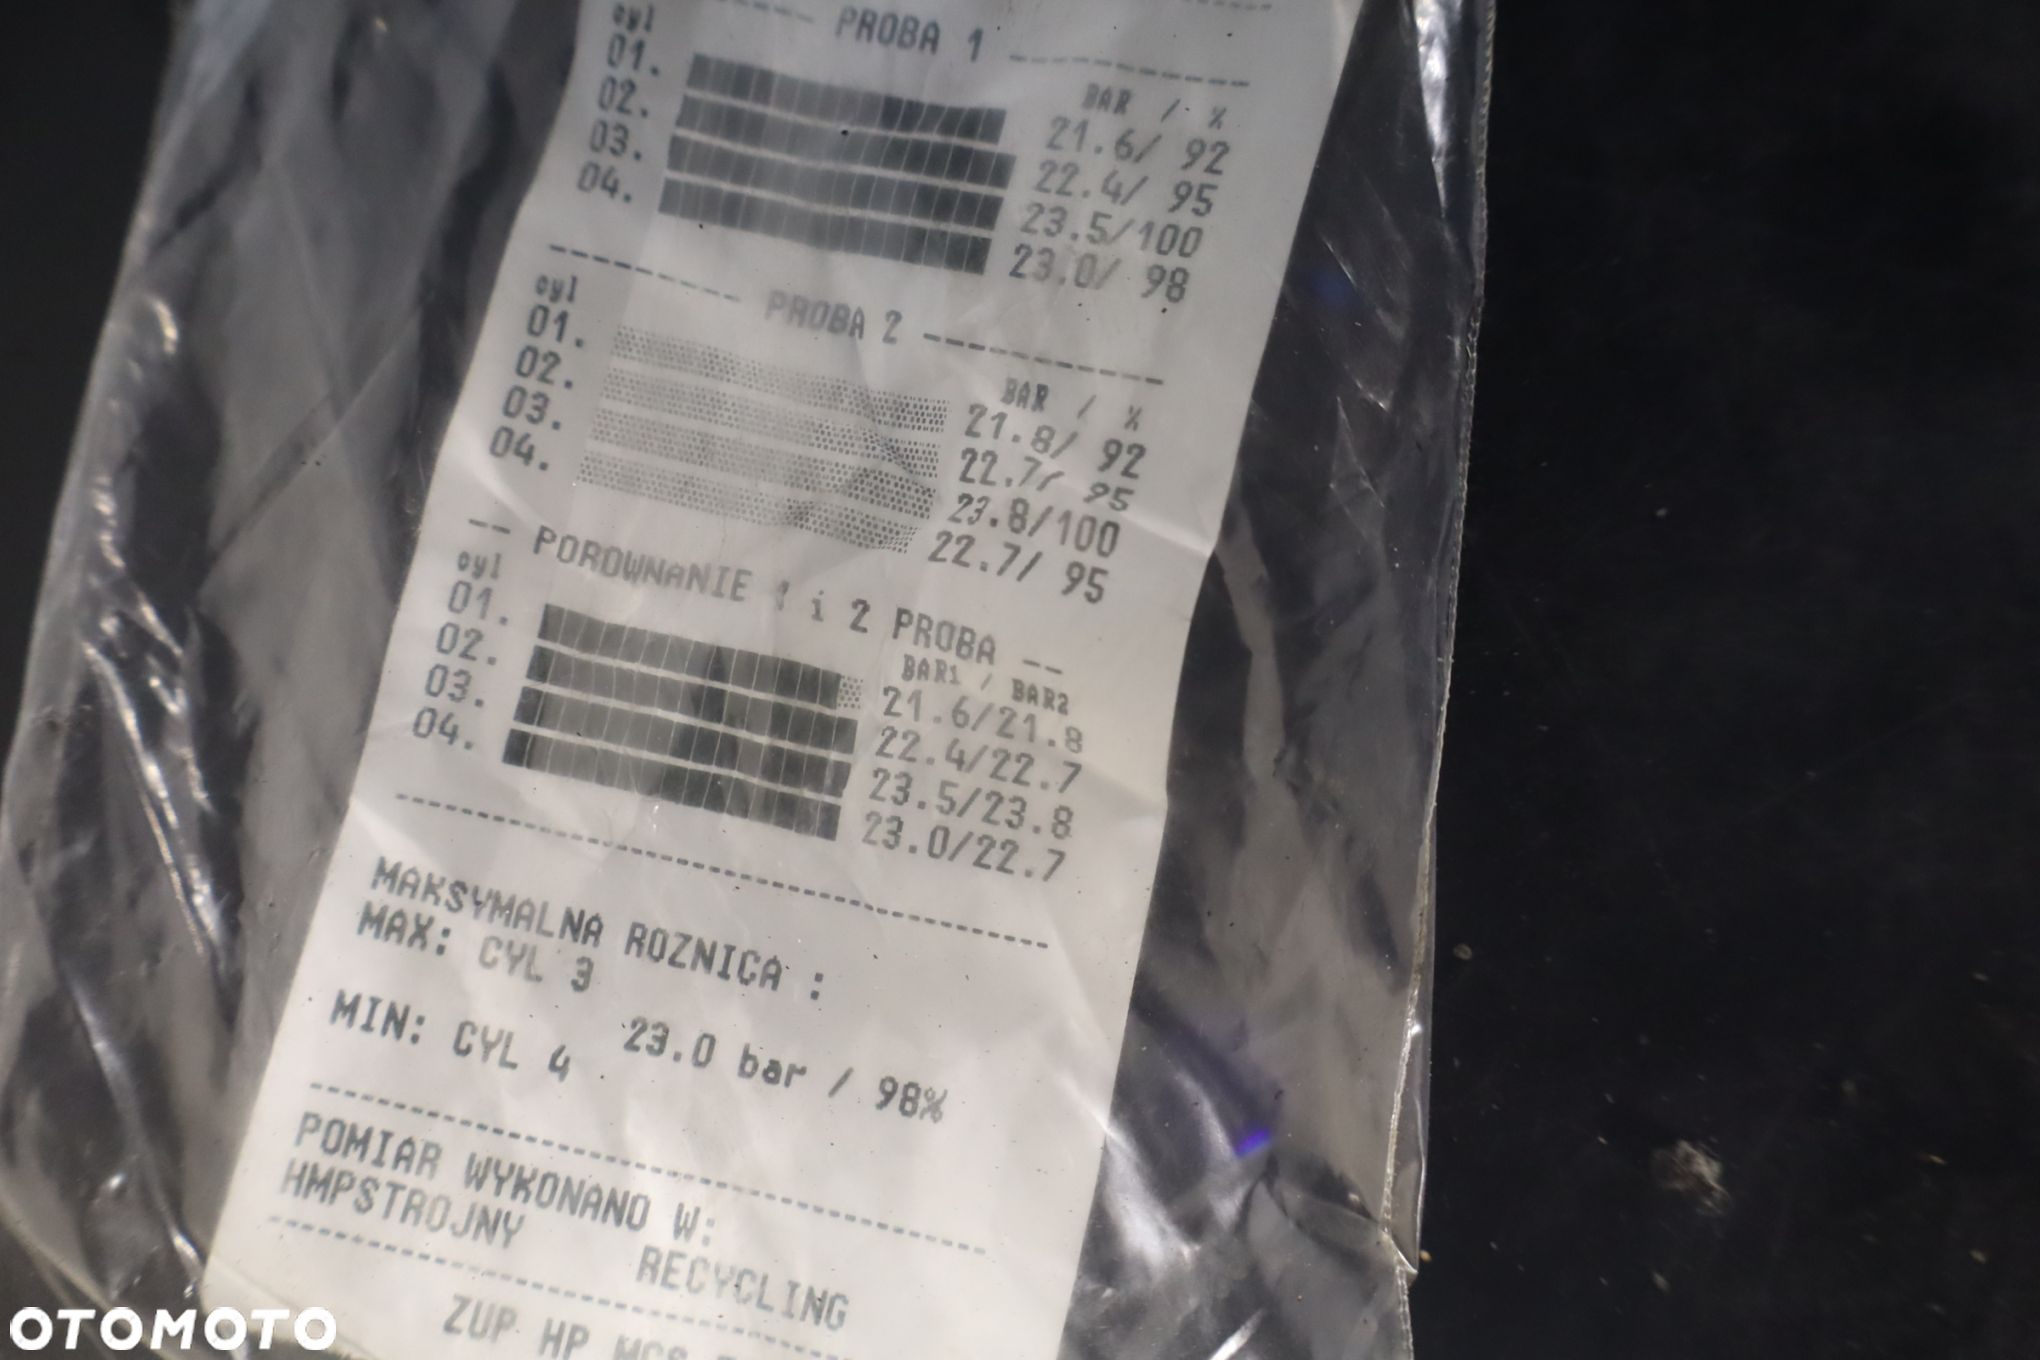 PROBA 1
cyl BAR / %
01. 21.6/ 92
02. 22.4/ 95
03. 23.5/100
04. 23.0/ 98
PROBA 2
cyl BAR / %
01. 21.8/ 92
02. 22.7/ 95
03. 23.8/100
04. 22.7/ 95
-- POROWNANIE 1 i 2 PROBA --
cyl BAR1 / BAR2
01. 21.6/21.8
02. 22.4/22.7
03. 23.5/23.8
04. 23.0/22.7
MAKSYMALNA ROZNICA :
MAX: CYL 3
23.0 bar / 98%
MIN: CYL 4
POMIAR WYKONANO W:
HMPSTROJNY RECYCLING
ZUP HP
OTOMOTO